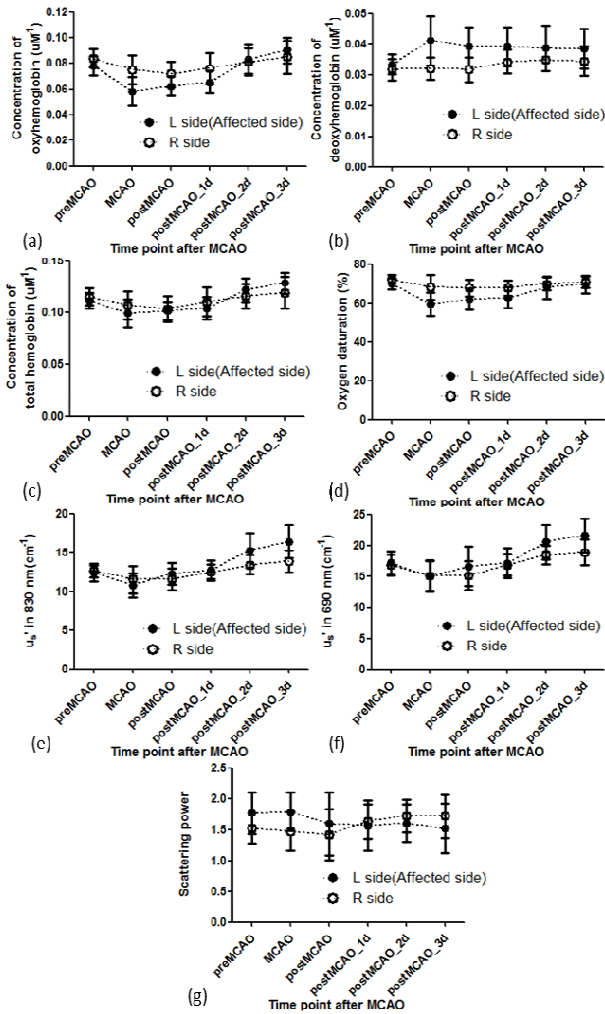 Concentration of
oxyhemoglobin (uM¹)
0.12
0.10
0.08
0.06
0.04
0.02
0.00
L side(Affected side)
R side
preMCAO
MCAO
postMCAO
postMCAO_1d
postMCAO_2d
postMCAO_3d
(a)
Time point after MCAO
Concentration of
deoxyhemoglobin (uM¹)
0.05
0.04
0.03
0.02
0.01
0.00
L side(Affected side)
R side
preMCAO
MCAO
postMCAO
postMCAO_1d
postMCAO_2d
postMCAO_3d
(b)
Time point after MCAO
Concentration of
total hemoglobin (uM¹)
0.15
0.10
0.05
0.00
L side(Affected side)
R side
preMCAO
MCAO
postMCAO
postMCAO_1d
postMCAO_2d
postMCAO_3d
(c)
Time point after MCAO
Oxygen daturation (%)
80
60
40
20
0
L side(Affected side)
R side
preMCAO
MCAO
postMCAO
postMCAO_1d
postMCAO_2d
postMCAO_3d
(d)
Time point after MCAO
uₛ' in 830 nm(cm⁻¹)
20
15
10
5
0
L side(Affected side)
R side
preMCAO
MCAO
postMCAO
postMCAO_1d
postMCAO_2d
postMCAO_3d
(e)
Time point after MCAO
uₛ' in 690 nm(cm⁻¹)
25
20
15
10
5
0
L side(Affected side)
R side
preMCAO
MCAO
postMCAO
postMCAO_1d
postMCAO_2d
postMCAO_3d
(f)
Time point after MCAO
Scattering power
2.5
2.0
1.5
1.0
0.5
0.0
L side(Affected side)
R side
preMCAO
MCAO
postMCAO
postMCAO_1d
postMCAO_2d
postMCAO_3d
(g)
Time point after MCAO